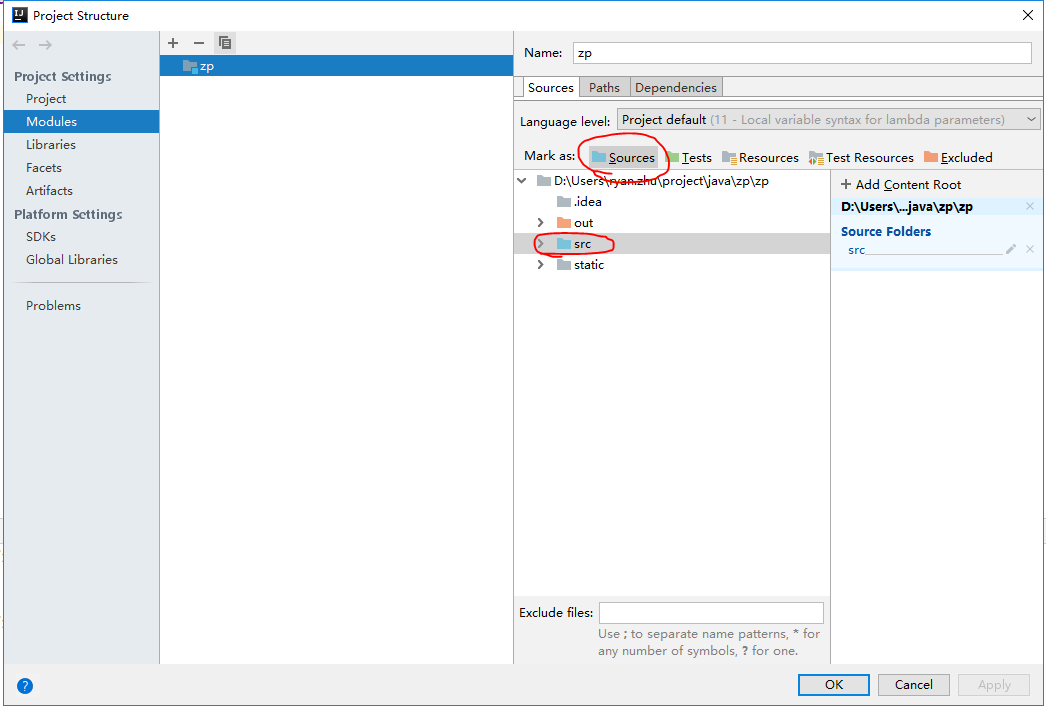 Project Structure
Project Settings
Project
Modules
Libraries
Facets
Artifacts
Platform Settings
SDKs
Global Libraries
Problems
zp
Name: zp
Sources Paths Dependencies
Language level: Project default (11 - Local variable syntax for lambda parameters)
Mark as: Sources Tests Resources Test Resources Excluded
D:\Users\ryan.zhu\project\java\zp\zp
.idea
out
src
static
+ Add Content Root
D:\Users\...java\zp\zp
Source Folders
src
Exclude files:
Use ; to separate name patterns, * for
any number of symbols, ? for one.
OK Cancel Apply